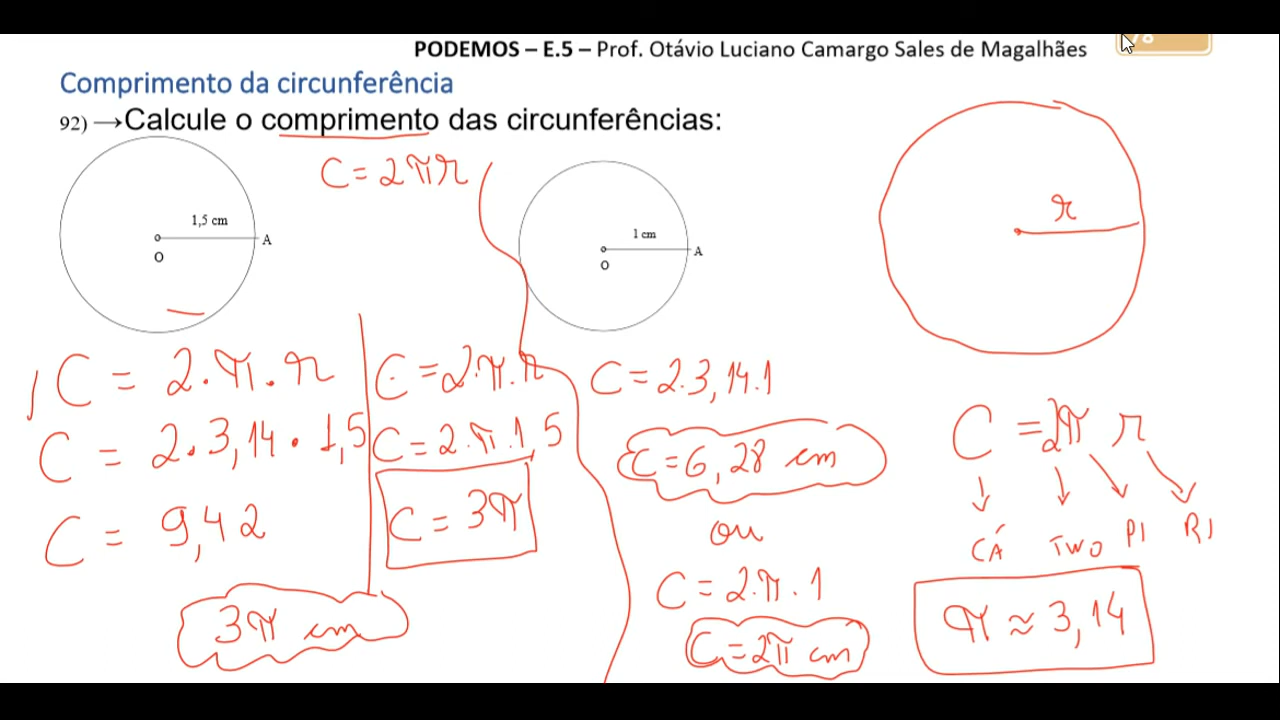 PODEMOS – E.5 – Prof. Otávio Luciano Camargo Sales de Magalhães
Comprimento da circunferência
92) →Calcule o comprimento das circunferências:
C = 2πr
1,5 cm
O
A
1 cm
O
A
r
C = 2.π.r
C = 2.3,14.1,5
C = 9,42
3π cm
C = 2.π.r
C = 2.π.1,5
C = 3π
C = 2.3,14.1
C = 6,28 cm
ou
C = 2.π.1
C = 2π cm
C = 2π r
CÁ TWO PI RI
π ≈ 3,14